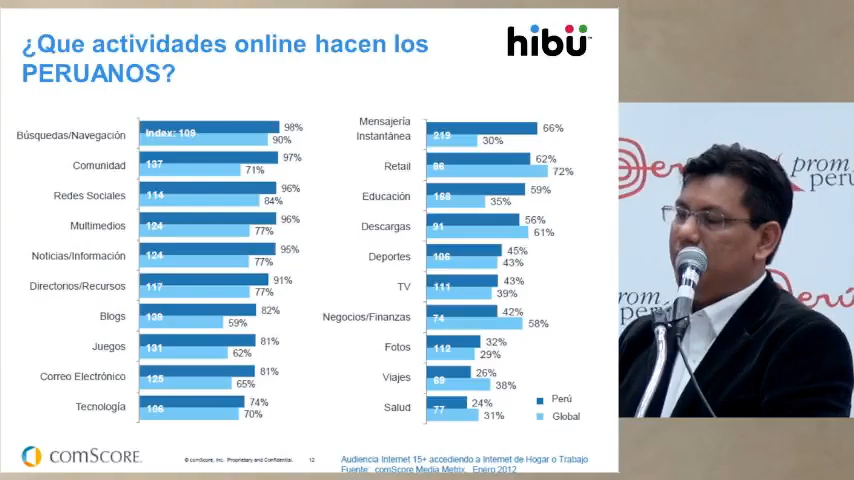 ¿Que actividades online hacen los
PERUANOS?
hibü
Búsquedas/Navegación Index: 109 98% 90%
Comunidad 137 97% 71%
Redes Sociales 114 96% 84%
Multimedios 124 96% 77%
Noticias/Información 124 95% 77%
Directorios/Recursos 117 91% 77%
Blogs 139 82% 59%
Juegos 131 81% 62%
Correo Electrónico 125 81% 65%
Tecnología 106 74% 70%
Mensajería
Instantánea 219 66% 30%
Retail 86 62% 72%
Educación 168 59% 35%
Descargas 91 56% 61%
Deportes 106 45% 43%
TV 111 43% 39%
Negocios/Finanzas 74 42% 58%
Fotos 112 32% 29%
Viajes 69 26% 38%
Salud 77 24% 31%
Perú
Global
comSCORE.
© comScore, Inc. Proprietary and Confidential. 12
Audiencia Internet 15+ accediendo a Internet de Hogar o Trabajo
Fuente: comScore Media Metrix, Enero 2012
Perú
prom
perú
prom
perú
Perú